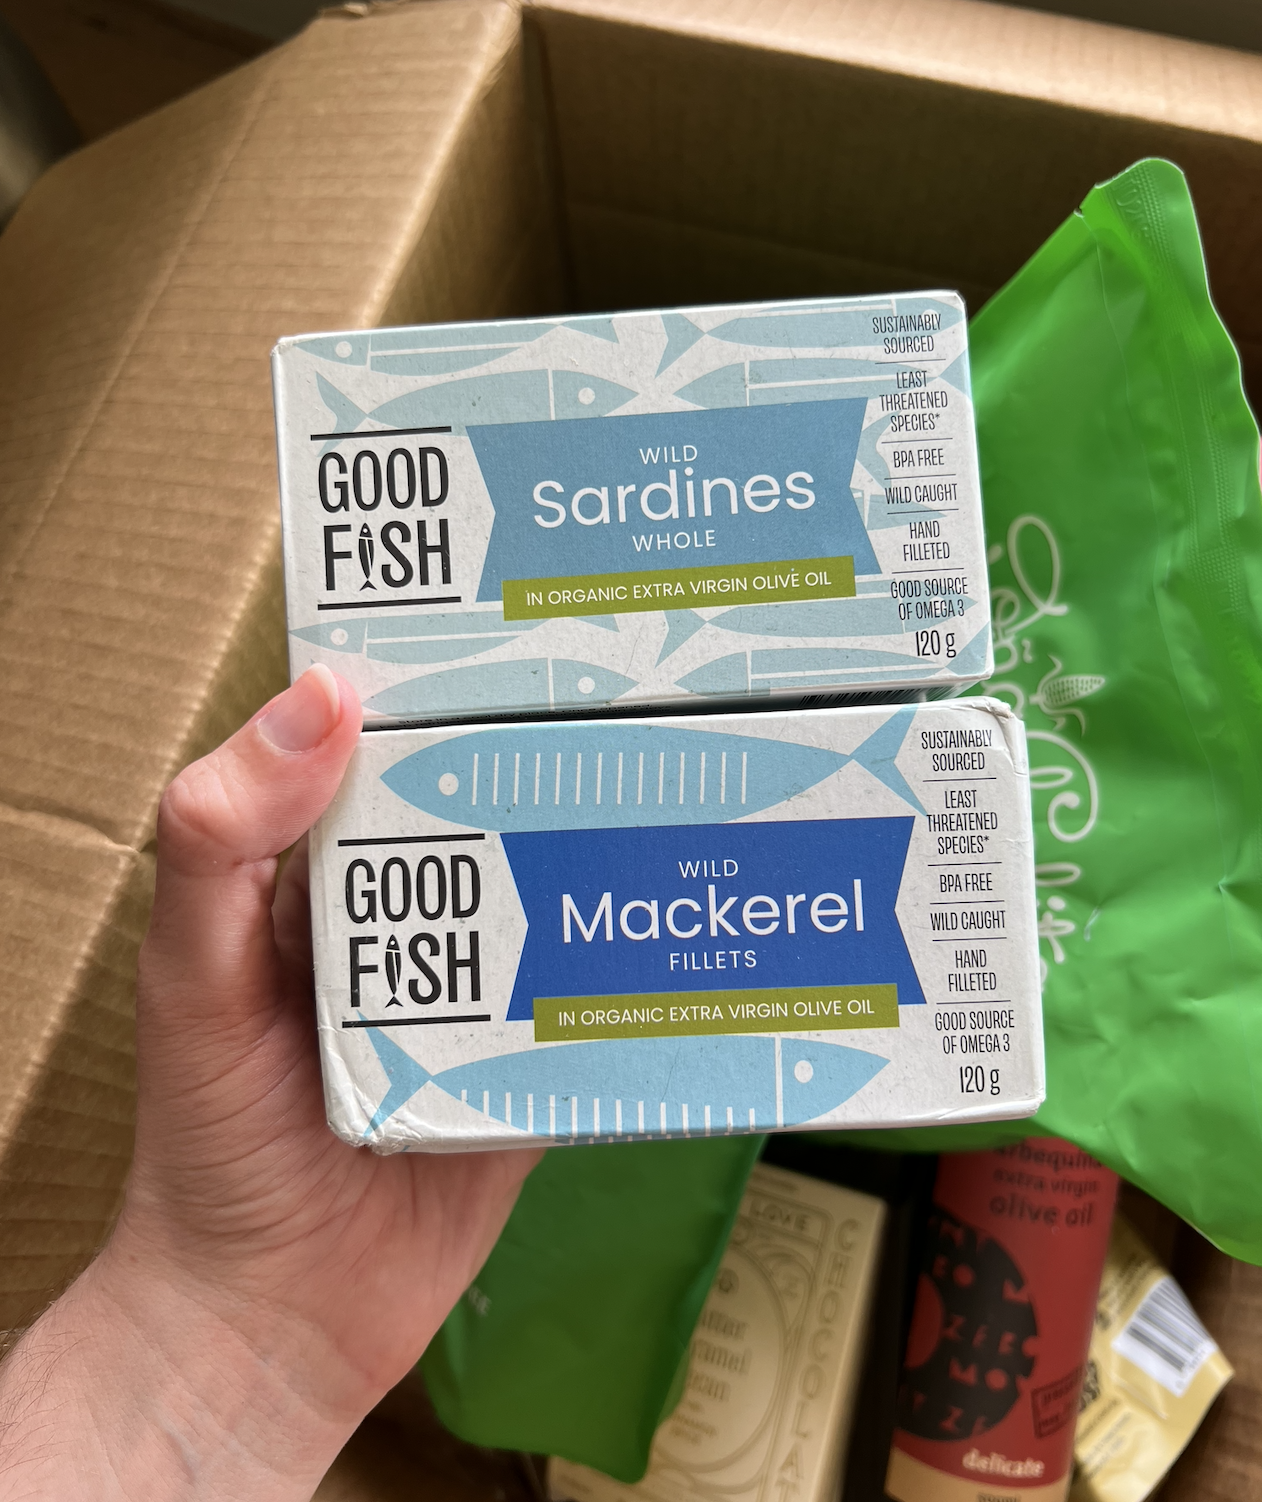 GOOD
FISH
WILD
Sardines
WHOLE
IN ORGANIC EXTRA VIRGIN OLIVE OIL
SUSTAINABLY
SOURCED
LEAST
THREATENED
SPECIES*
BPA FREE
WILD CAUGHT
HAND
FILLETED
GOOD SOURCE
OF OMEGA 3
120 g
GOOD
FISH
WILD
Mackerel
FILLETS
IN ORGANIC EXTRA VIRGIN OLIVE OIL
SUSTAINABLY
SOURCED
LEAST
THREATENED
SPECIES*
BPA FREE
WILD CAUGHT
HAND
FILLETED
GOOD SOURCE
OF OMEGA 3
120 g
extra virgin
olive oil
delicate
LOVE
CHOCOLAT